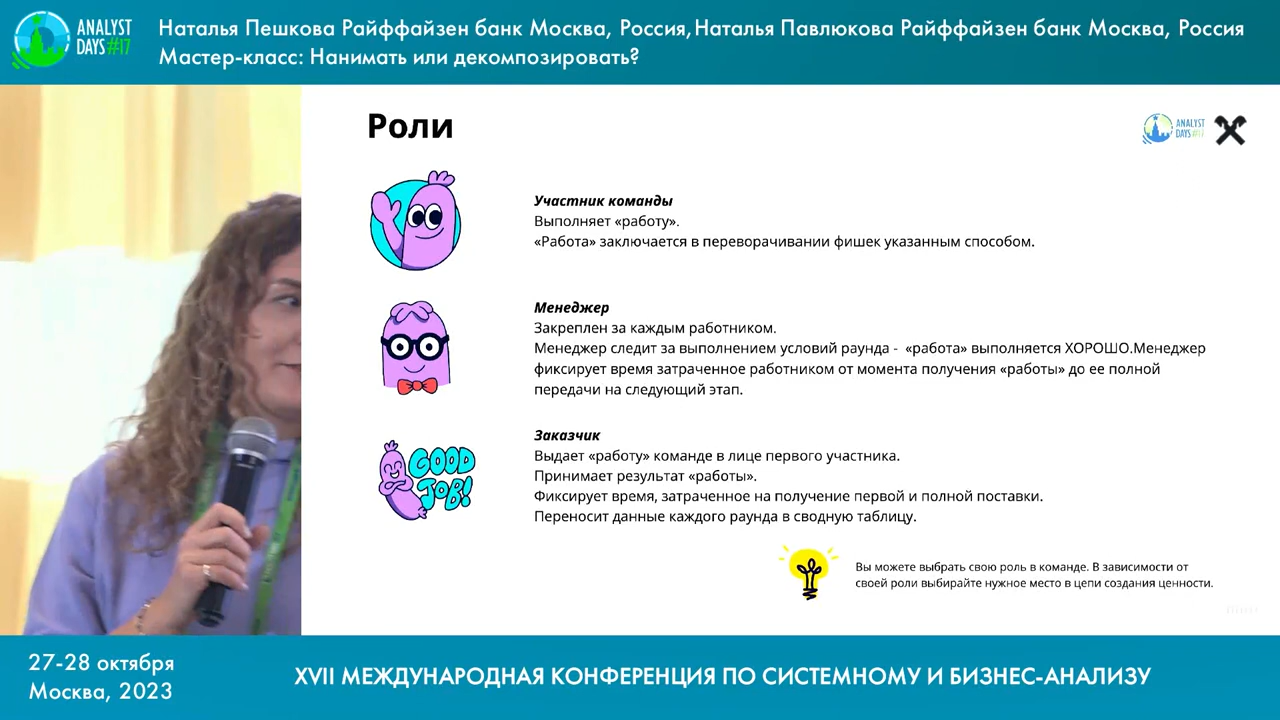 ANALYST
DAYS#17
Наталья Пешкова Райффайзен банк Москва, Россия,Наталья Павлюкова Райффайзен банк Москва, Россия
Мастер-класс: Нанимать или декомпозировать?
Роли
ANALYST
DAYS#17
Участник команды
Выполняет «работу».
«Работа» заключается в переворачивании фишек указанным способом.
Менеджер
Закреплен за каждым работником.
Менеджер следит за выполнением условий раунда - «работа» выполняется ХОРОШО.Менеджер
фиксирует время затраченное работником от момента получения «работы» до ее полной
передачи на следующий этап.
GOOD
JOB!
Заказчик
Выдает «работу» команде в лице первого участника.
Принимает результат «работы».
Фиксирует время, затраченное на получение первой и полной поставки.
Переносит данные каждого раунда в сводную таблицу.
Вы можете выбрать свою роль в команде. В зависимости от
своей роли выбирайте нужное место в цепи создания ценности.
27-28 октября
Москва, 2023
XVII МЕЖДУНАРОДНАЯ КОНФЕРЕНЦИЯ ПО СИСТЕМНОМУ И БИЗНЕС-АНАЛИЗУ